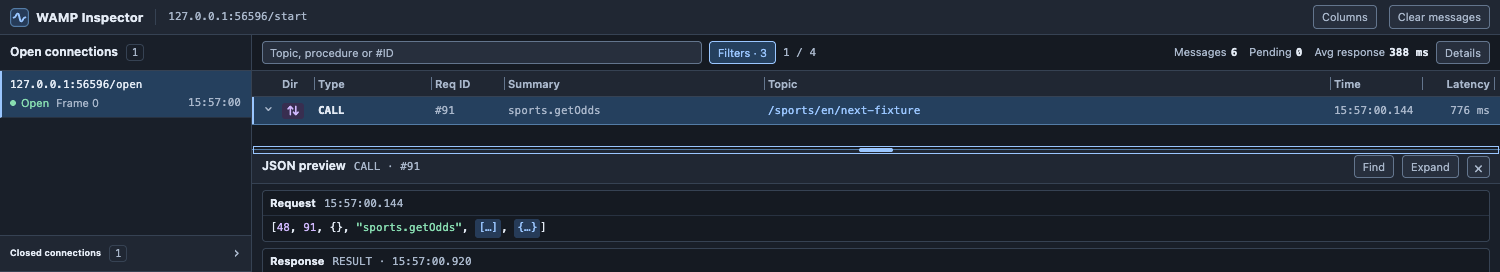 WAMP Inspector 127.0.0.1:56596/start Columns Clear messages
Open connections 1
127.0.0.1:56596/open
Open Frame 0 15:57:00
Closed connections 1
Topic, procedure or #ID Filters · 3 1 / 4 Messages 6 Pending 0 Avg response 388 ms Details
Dir Type Req ID Summary Topic Time Latency
CALL #91 sports.getOdds /sports/en/next-fixture 15:57:00.144 776 ms
JSON preview CALL · #91 Find Expand ×
Request 15:57:00.144
[48, 91, {}, "sports.getOdds", […], {…}]
Response RESULT · 15:57:00.920